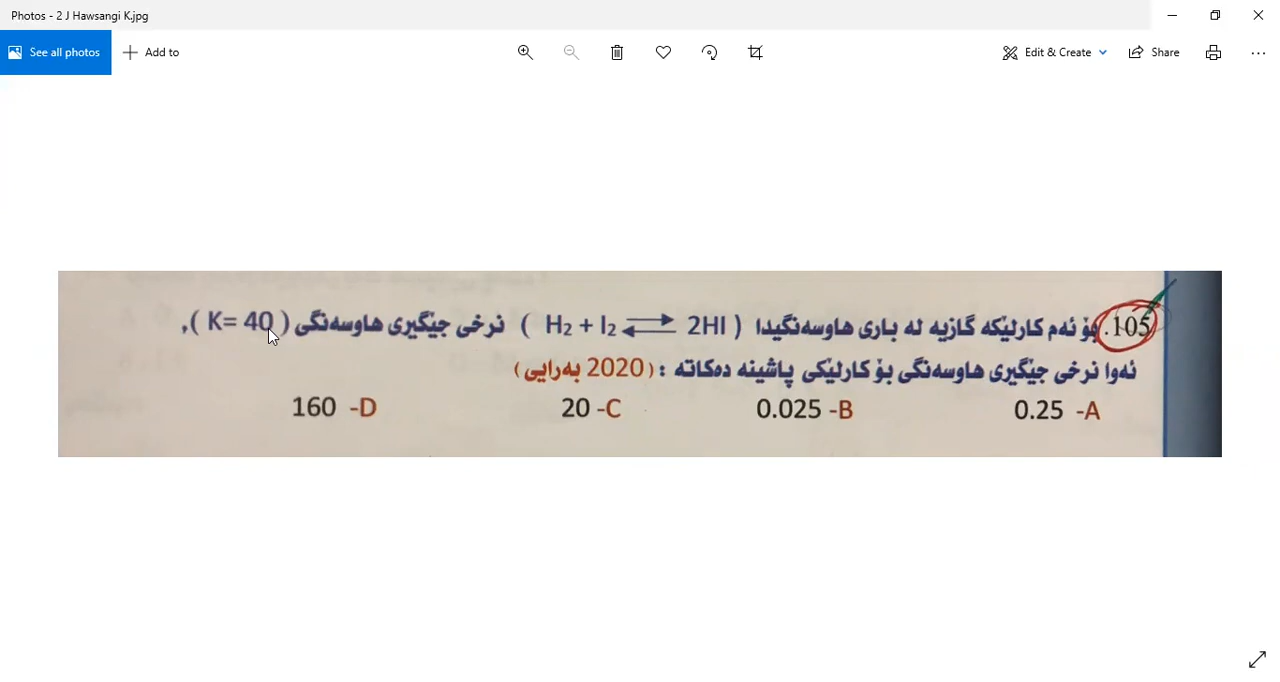 Photos - 2 J Hawsangi K.jpg
See all photos
Add to
Edit & Create
Share
105. بۆ ئەم کارلێکە گازیە لە باری هاوسەنگیدا ( H₂ + I₂ ⇌ 2HI ) نرخی جێگیری هاوسەنگی ( K= 40 ),
ئەوا نرخی جێگیری هاوسەنگی بۆ کارلێکی پاشینە دەکاتە : (2020 بەرایی)
A- 0.25 B- 0.025 C- 20 D- 160